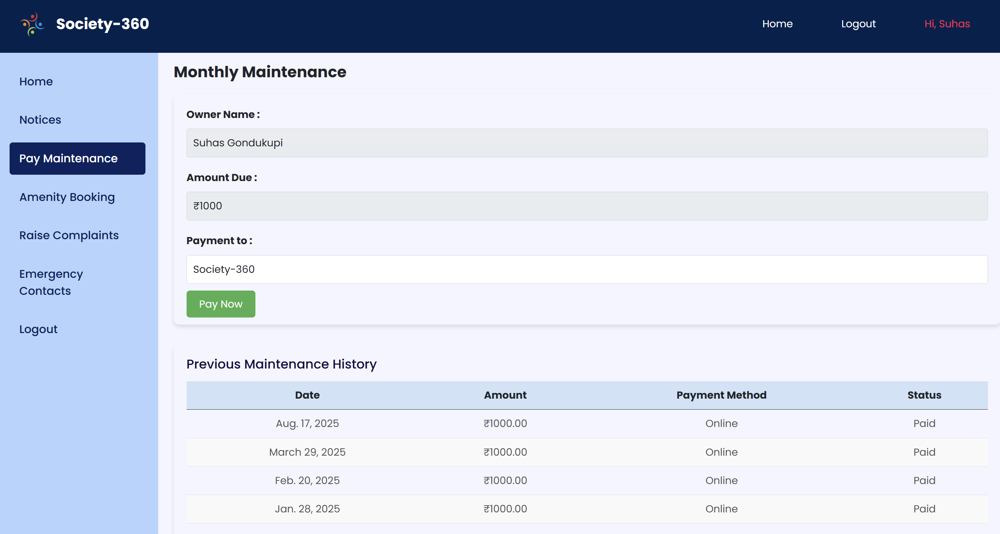 Society-360
Home Logout Hi, Suhas
Home
Notices
Pay Maintenance
Amenity Booking
Raise Complaints
Emergency
Contacts
Logout
Monthly Maintenance
Owner Name :
Suhas Gondukupi
Amount Due :
₹1000
Payment to :
Society-360
Pay Now
Previous Maintenance History
Date Amount Payment Method Status
Aug. 17, 2025 ₹1000.00 Online Paid
March 29, 2025 ₹1000.00 Online Paid
Feb. 20, 2025 ₹1000.00 Online Paid
Jan. 28, 2025 ₹1000.00 Online Paid